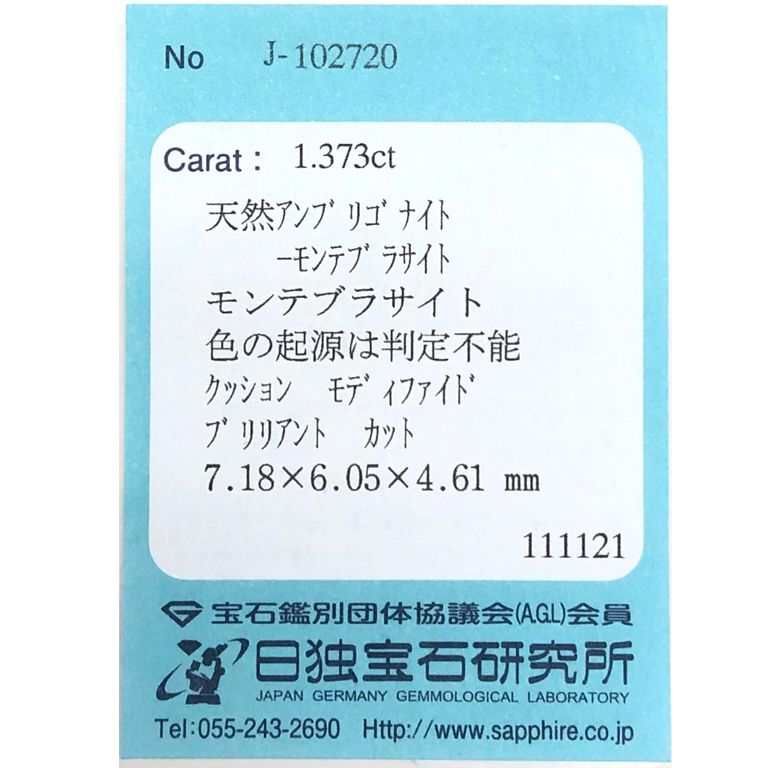 No J-102720
Carat : 1.373ct
天然ｱﾝﾌﾞﾘｺﾞﾅｲﾄ
－ﾓﾝﾃﾌﾞﾗｻｲﾄ
モンテブラサイト
色の起源は判定不能
ｸｯｼｮﾝ ﾓﾃﾞｨﾌｧｲﾄﾞ
ﾌﾞﾘﾘｱﾝﾄ ｶｯﾄ
7.18×6.05×4.61 mm
111121
宝石鑑別団体協議会(A.G.L)会員
日独宝石研究所
JAPAN GERMANY GEMMOLOGICAL LABORATORY
Tel:055-243-2690 Http://www.sapphire.co.jp